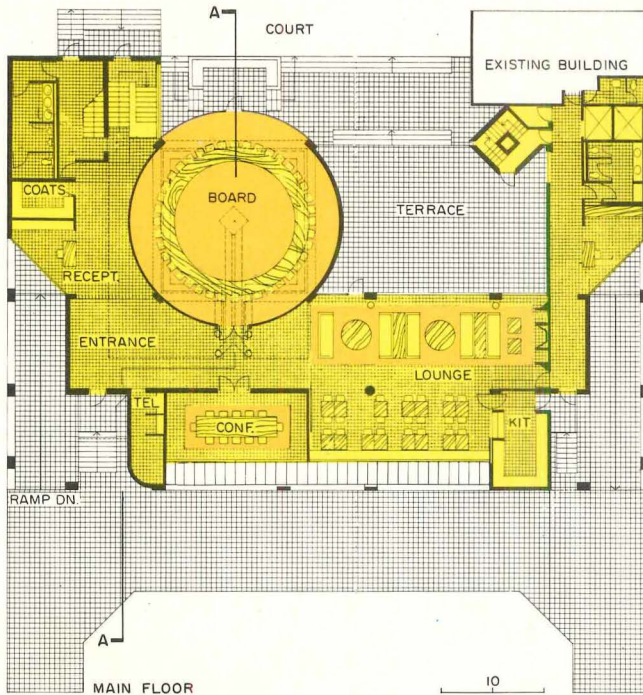 A
COURT
EXISTING BUILDING
COATS
BOARD
TERRACE
RECEPT.
ENTRANCE
LOUNGE
TEL
CONF.
KIT
RAMP DN.
A
MAIN FLOOR
10